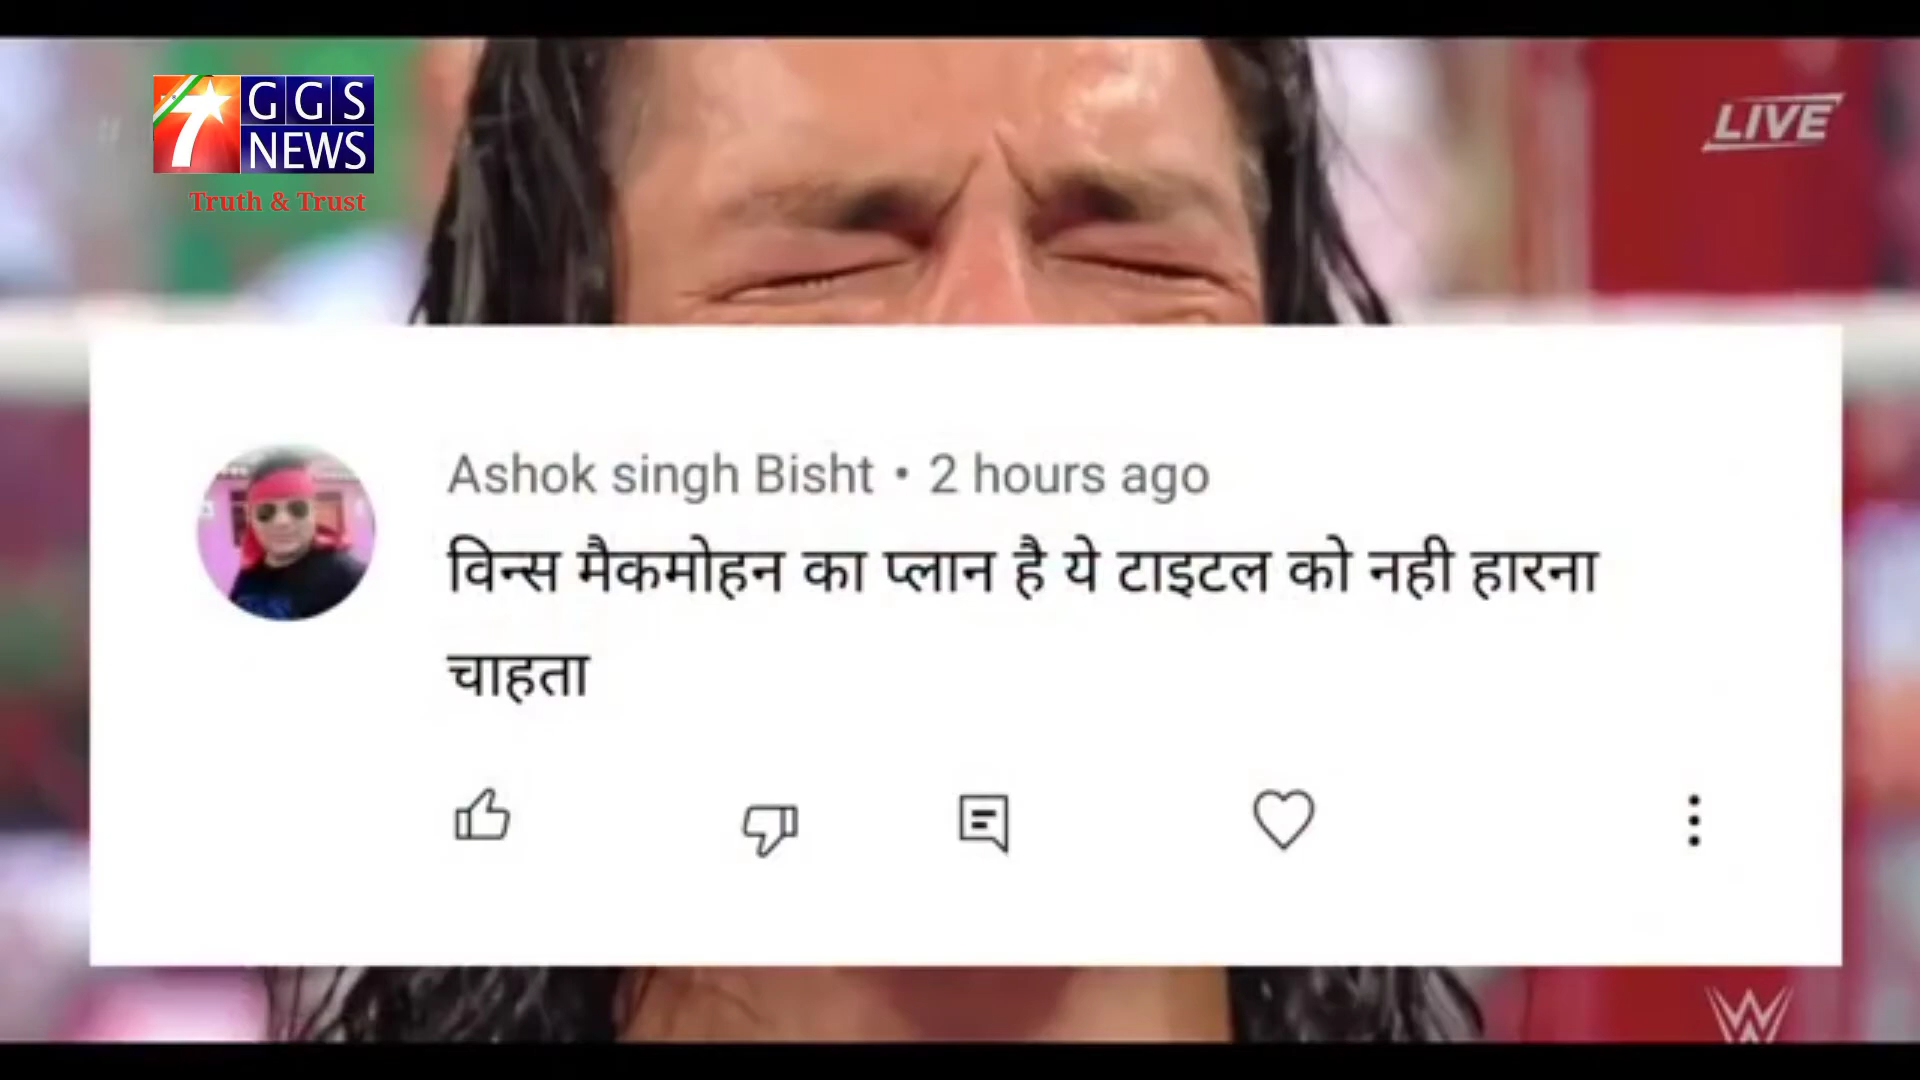 GGS
NEWS
Truth & Trust
LIVE
Ashok singh Bisht • 2 hours ago
विन्स मैकमोहन का प्लान है ये टाइटल को नही हारना
चाहता
W